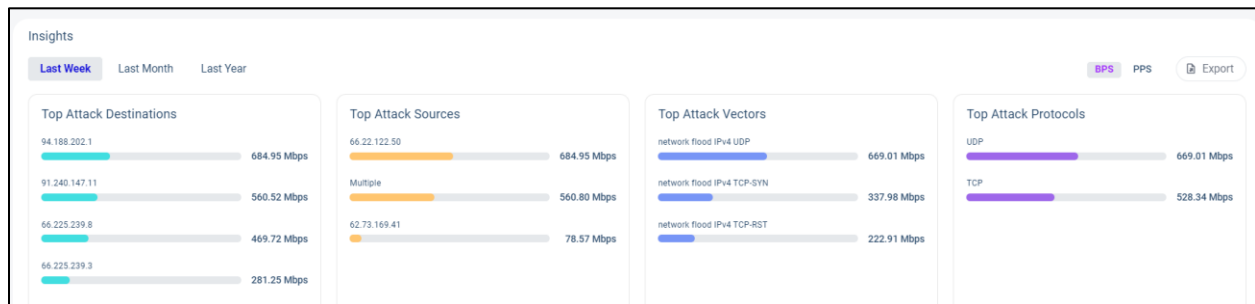 Insights
Last Week Last Month Last Year BPS PPS Export
Top Attack Destinations
94.188.202.1
684.95 Mbps
91.240.147.11
560.52 Mbps
66.225.239.8
469.72 Mbps
66.225.239.3
281.25 Mbps
Top Attack Sources
66.22.122.50
684.95 Mbps
Multiple
560.80 Mbps
62.73.169.41
78.57 Mbps
Top Attack Vectors
network flood IPv4 UDP
669.01 Mbps
network flood IPv4 TCP-SYN
337.98 Mbps
network flood IPv4 TCP-RST
222.91 Mbps
Top Attack Protocols
UDP
669.01 Mbps
TCP
528.34 Mbps